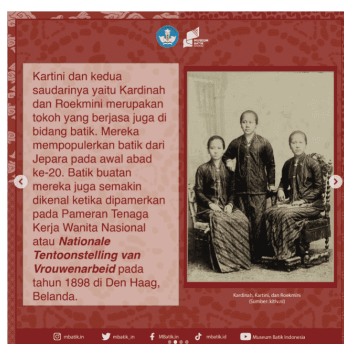 MUSEUM
BATIK
Kartini dan kedua
saudarinya yaitu Kardinah
dan Roekmini merupakan
tokoh yang berjasa juga di
bidang batik. Mereka
mempopulerkan batik dari
Jepara pada awal abad
ke-20. Batik buatan
mereka juga semakin
dikenal ketika dipamerkan
pada Pameran Tenaga
Kerja Wanita Nasional
atau Nationale
Tentoonstelling van
Vrouwenarbeid pada
tahun 1898 di Den Haag,
Belanda.
Kardinah, Kartini, dan Roekmini
mbatik.in
mbatik_in
Mbatik.in
mbatik.id
Museum Batik Indonesia